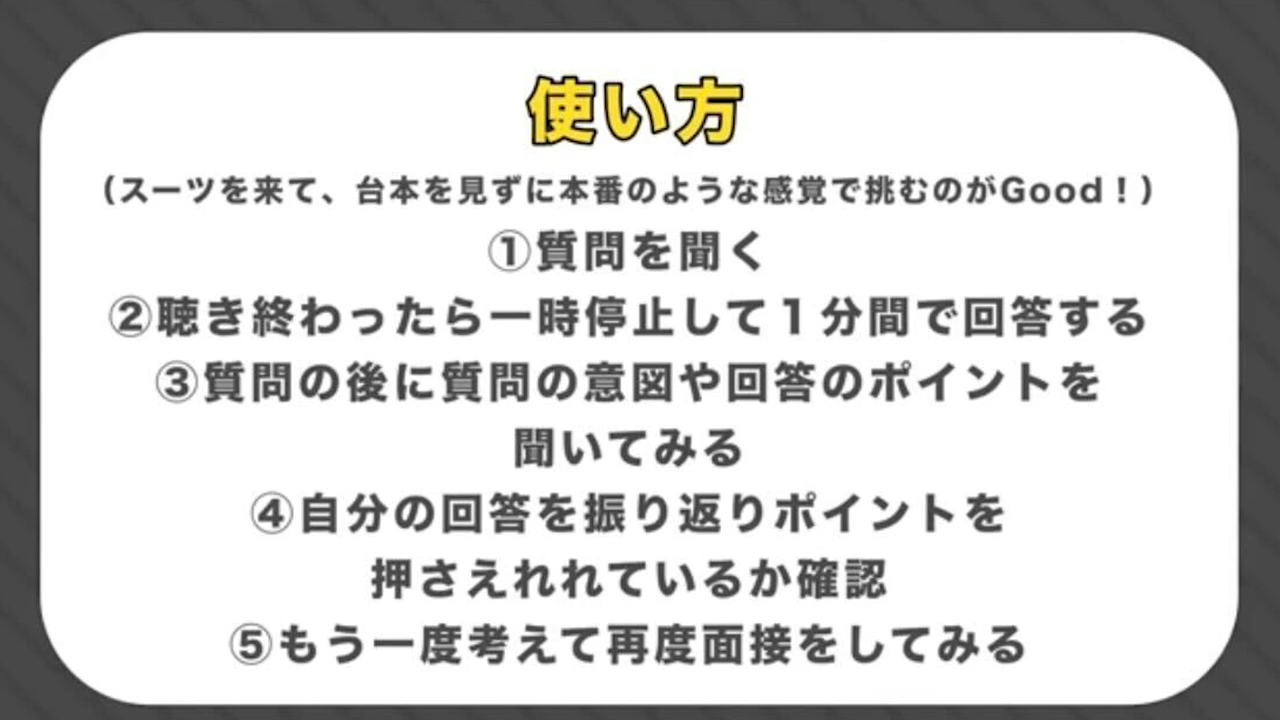 使い方
（スーツを来て、台本を見ずに本番のような感覚で挑むのがGood！）
①質問を聞く
②聴き終わったら一時停止して１分間で回答する
③質問の後に質問の意図や回答のポイントを
聞いてみる
④自分の回答を振り返りポイントを
押さえれれているか確認
⑤もう一度考えて再度面接をしてみる